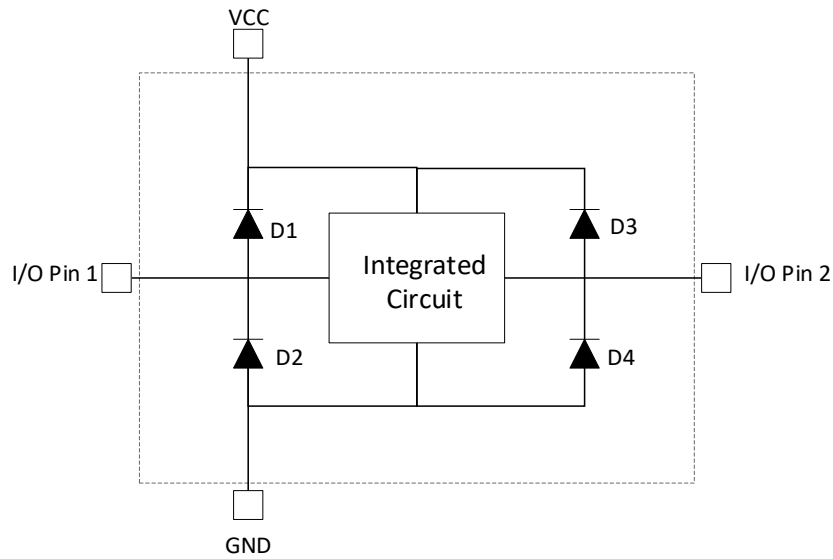 VCC
D1
D3
I/O Pin 1
Integrated
Circuit
I/O Pin 2
D2
D4
GND